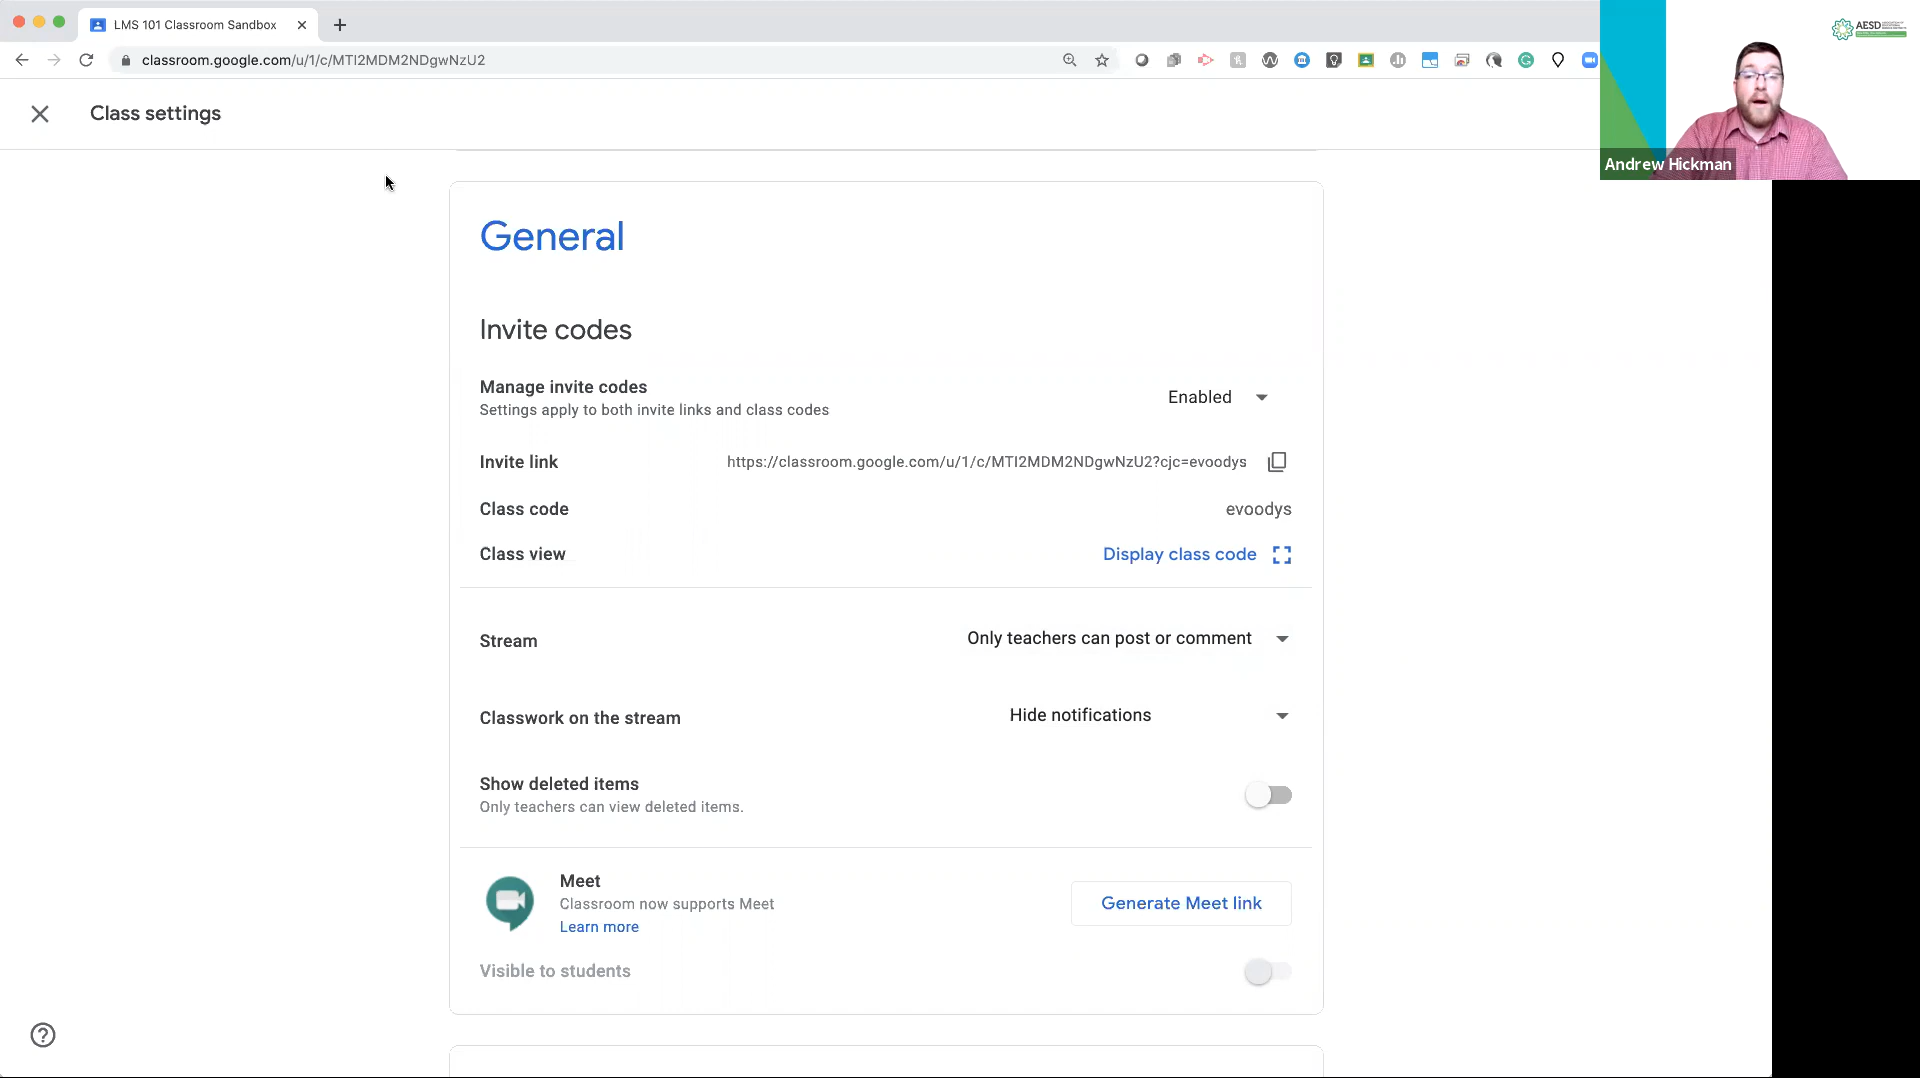 LMS 101 Classroom Sandbox
classroom.google.com/u/1/c/MTI2MDM2NDgwNzU2
AESD
Class settings
Andrew Hickman
General
Invite codes
Manage invite codes
Settings apply to both invite links and class codes
Enabled
Invite link
https://classroom.google.com/u/1/c/MTI2MDM2NDgwNzU2?cjc=evoodys
Class code
evoodys
Class view
Display class code
Stream
Only teachers can post or comment
Classwork on the stream
Hide notifications
Show deleted items
Only teachers can view deleted items.
Meet
Classroom now supports Meet
Learn more
Generate Meet link
Visible to students